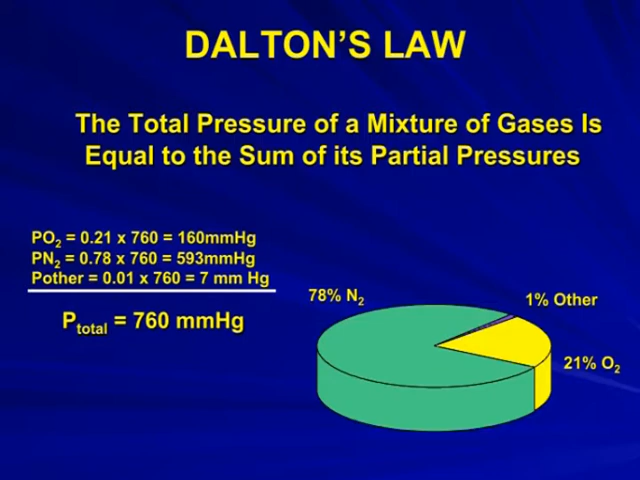 DALTON'S LAW
The Total Pressure of a Mixture of Gases Is
Equal to the Sum of its Partial Pressures
PO₂ = 0.21 x 760 = 160mmHg
PN₂ = 0.78 x 760 = 593mmHg
Pother = 0.01 x 760 = 7 mm Hg
P_total = 760 mmHg
78% N₂
1% Other
21% O₂